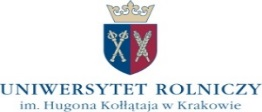 UNIWERSYTET ROLNICZY
im. Hugona Kołłątaja w Krakowie